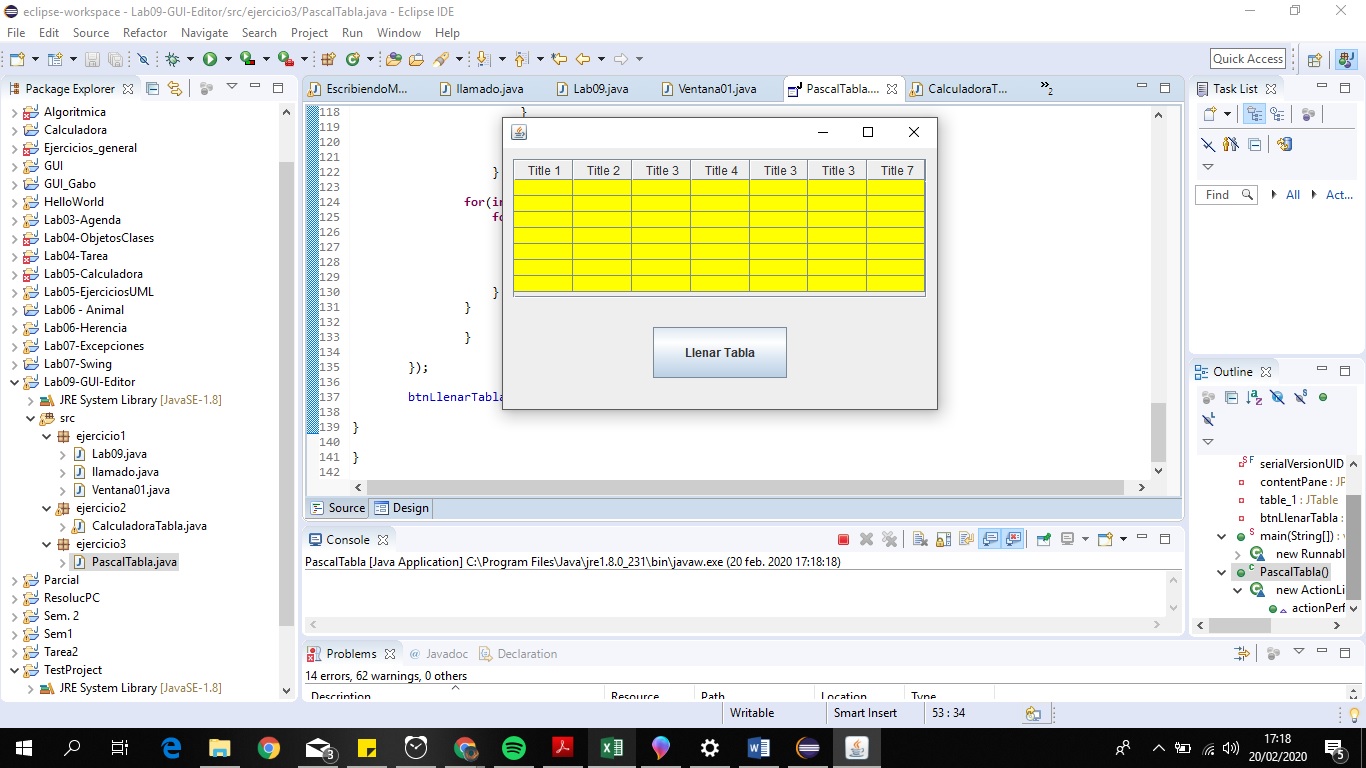 eclipse-workspace - Lab09-GUI-Editor/src/ejercicio3/PascalTabla.java - Eclipse IDE
File Edit Source Refactor Navigate Search Project Run Window Help
Quick Access
Package Explorer
Algoritmica
Calculadora
Ejercicios_general
GUI
GUI_Gabo
HelloWorld
Lab03-Agenda
Lab04-ObjetosClases
Lab04-Tarea
Lab05-Calculadora
Lab05-EjerciciosUML
Lab06 - Animal
Lab06-Herencia
Lab07-Excepciones
Lab07-Swing
Lab09-GUI-Editor
JRE System Library [JavaSE-1.8]
src
ejercicio1
Lab09.java
llamado.java
Ventana01.java
ejercicio2
CalculadoraTabla.java
ejercicio3
PascalTabla.java
Parcial
ResolucPC
Sem. 2
Sem1
Tarea2
TestProject
JRE System Library [JavaSE-1.8]
EscribiendoM... llamado.java Lab09.java Ventana01.java PascalTabla.... CalculadoraT... »2
118 }
119
120
121
122 }
123
124 for(in
125 fo
126
127
128
129
130 }
131 }
132
133 }
134
135 });
136
137 btnLlenarTabla
138
139 }
140
141 }
142
Title 1 Title 2 Title 3 Title 4 Title 3 Title 3 Title 7
Llenar Tabla
Source Design
Console
PascalTabla [Java Application] C:\Program Files\Java\jre1.8.0_231\bin\javaw.exe (20 feb. 2020 17:18:18)
Problems @ Javadoc Declaration
14 errors, 62 warnings, 0 others
Description Resource Path Location Type
Task List
Find All Act...
Outline
serialVersionUID
contentPane : JP
table_1 : JTable
btnLlenarTabla :
main(String[]) :
new Runnabl
PascalTabla()
new ActionLi
actionPerf
Writable Smart Insert 53 : 34
3
17:18
20/02/2020
5